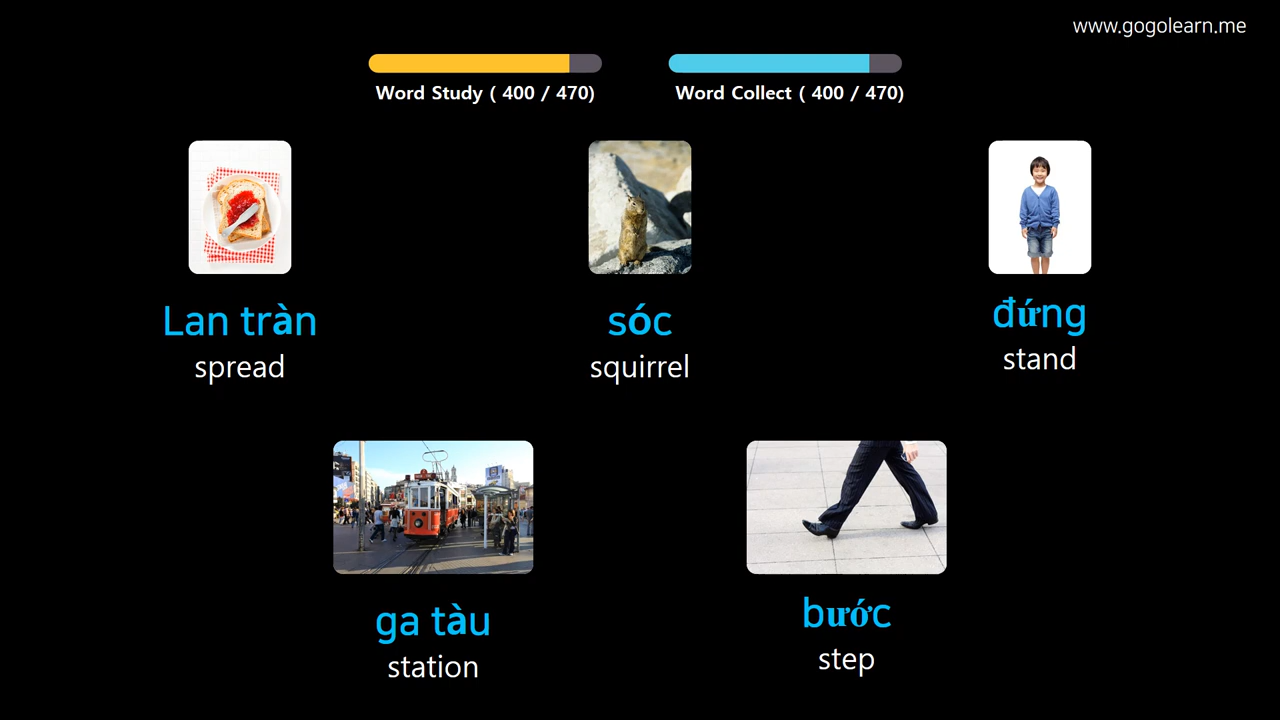 www.gogolearn.me
Word Study ( 400 / 470)
Word Collect ( 400 / 470)
Lan tràn
spread
sóc
squirrel
đứng
stand
ga tàu
station
bước
step